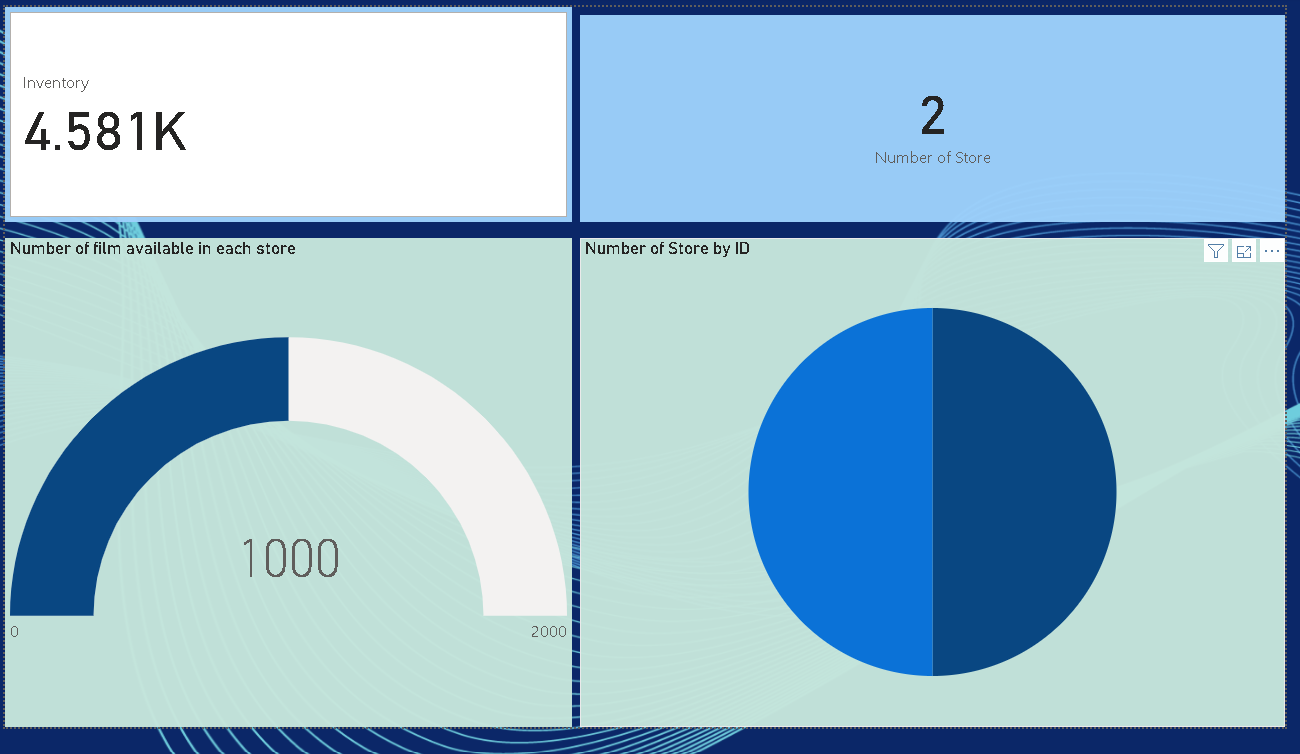 Inventory
4.581K
2
Number of Store
Number of film available in each store
1000
0
2000
Number of Store by ID